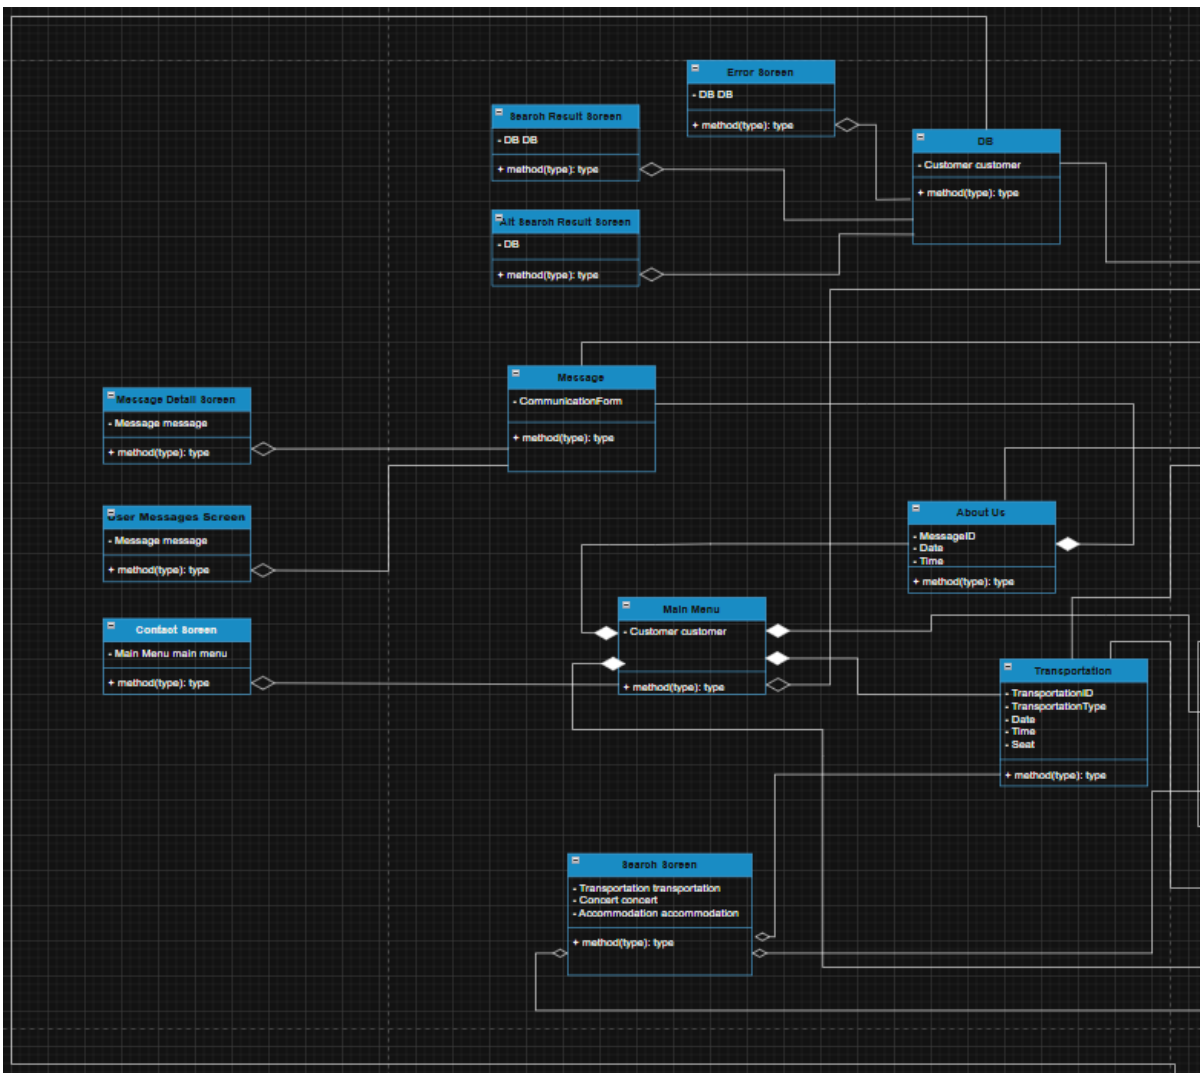 Error Screen
- DB DB
+ method(type): type
Search Result Screen
- DB DB
+ method(type): type
DB
- Customer customer
+ method(type): type
Alt Search Result Screen
- DB
+ method(type): type
Message
- CommunicationForm
+ method(type): type
Message Detail Screen
- Message message
+ method(type): type
User Messages Screen
- Message message
+ method(type): type
About Us
- MessageID
- Date
- Time
+ method(type): type
Contact Screen
- Main Menu main menu
+ method(type): type
Main Menu
- Customer customer
+ method(type): type
Transportation
- TransportationID
- TransportationType
- Date
- Time
- Seat
+ method(type): type
Search Screen
- Transportation transportation
- Concert concert
- Accommodation accommodation
+ method(type): type